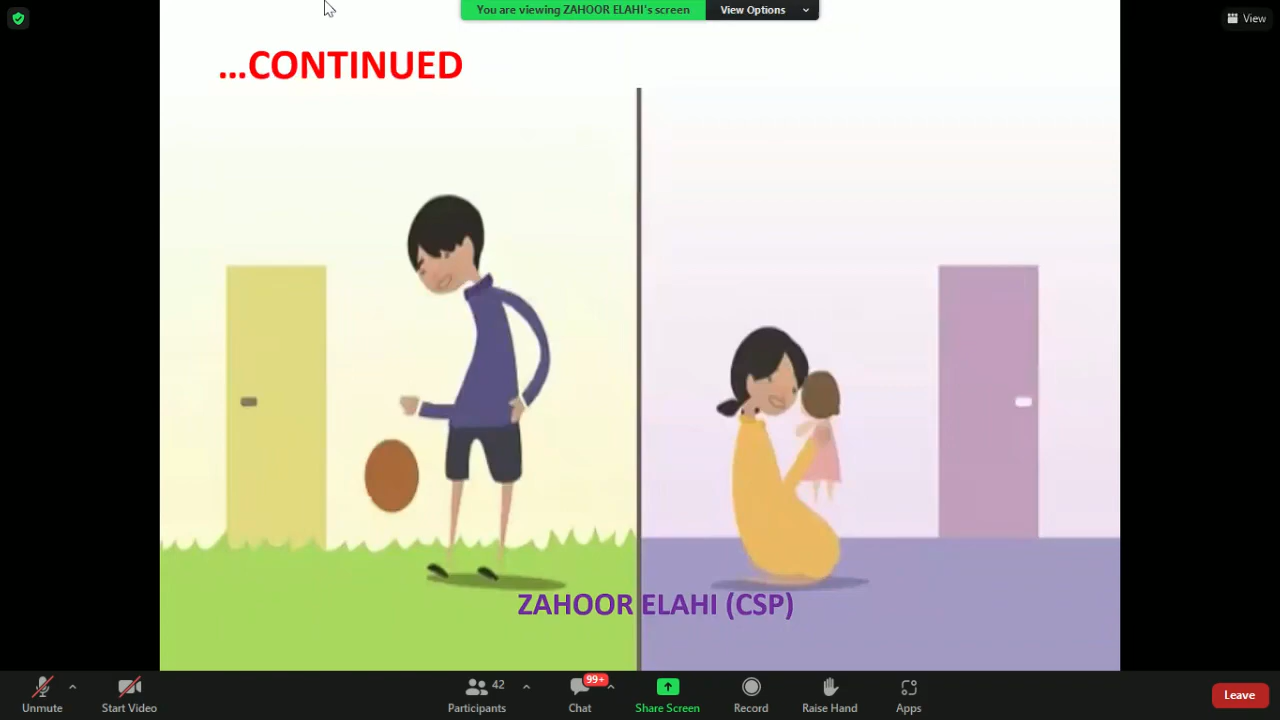 You are viewing ZAHOOR ELAHI's screen
View Options
View
...CONTINUED
ZAHOOR ELAHI (CSP)
Unmute
Start Video
42
Participants
99+
Chat
Share Screen
Record
Raise Hand
Apps
Leave